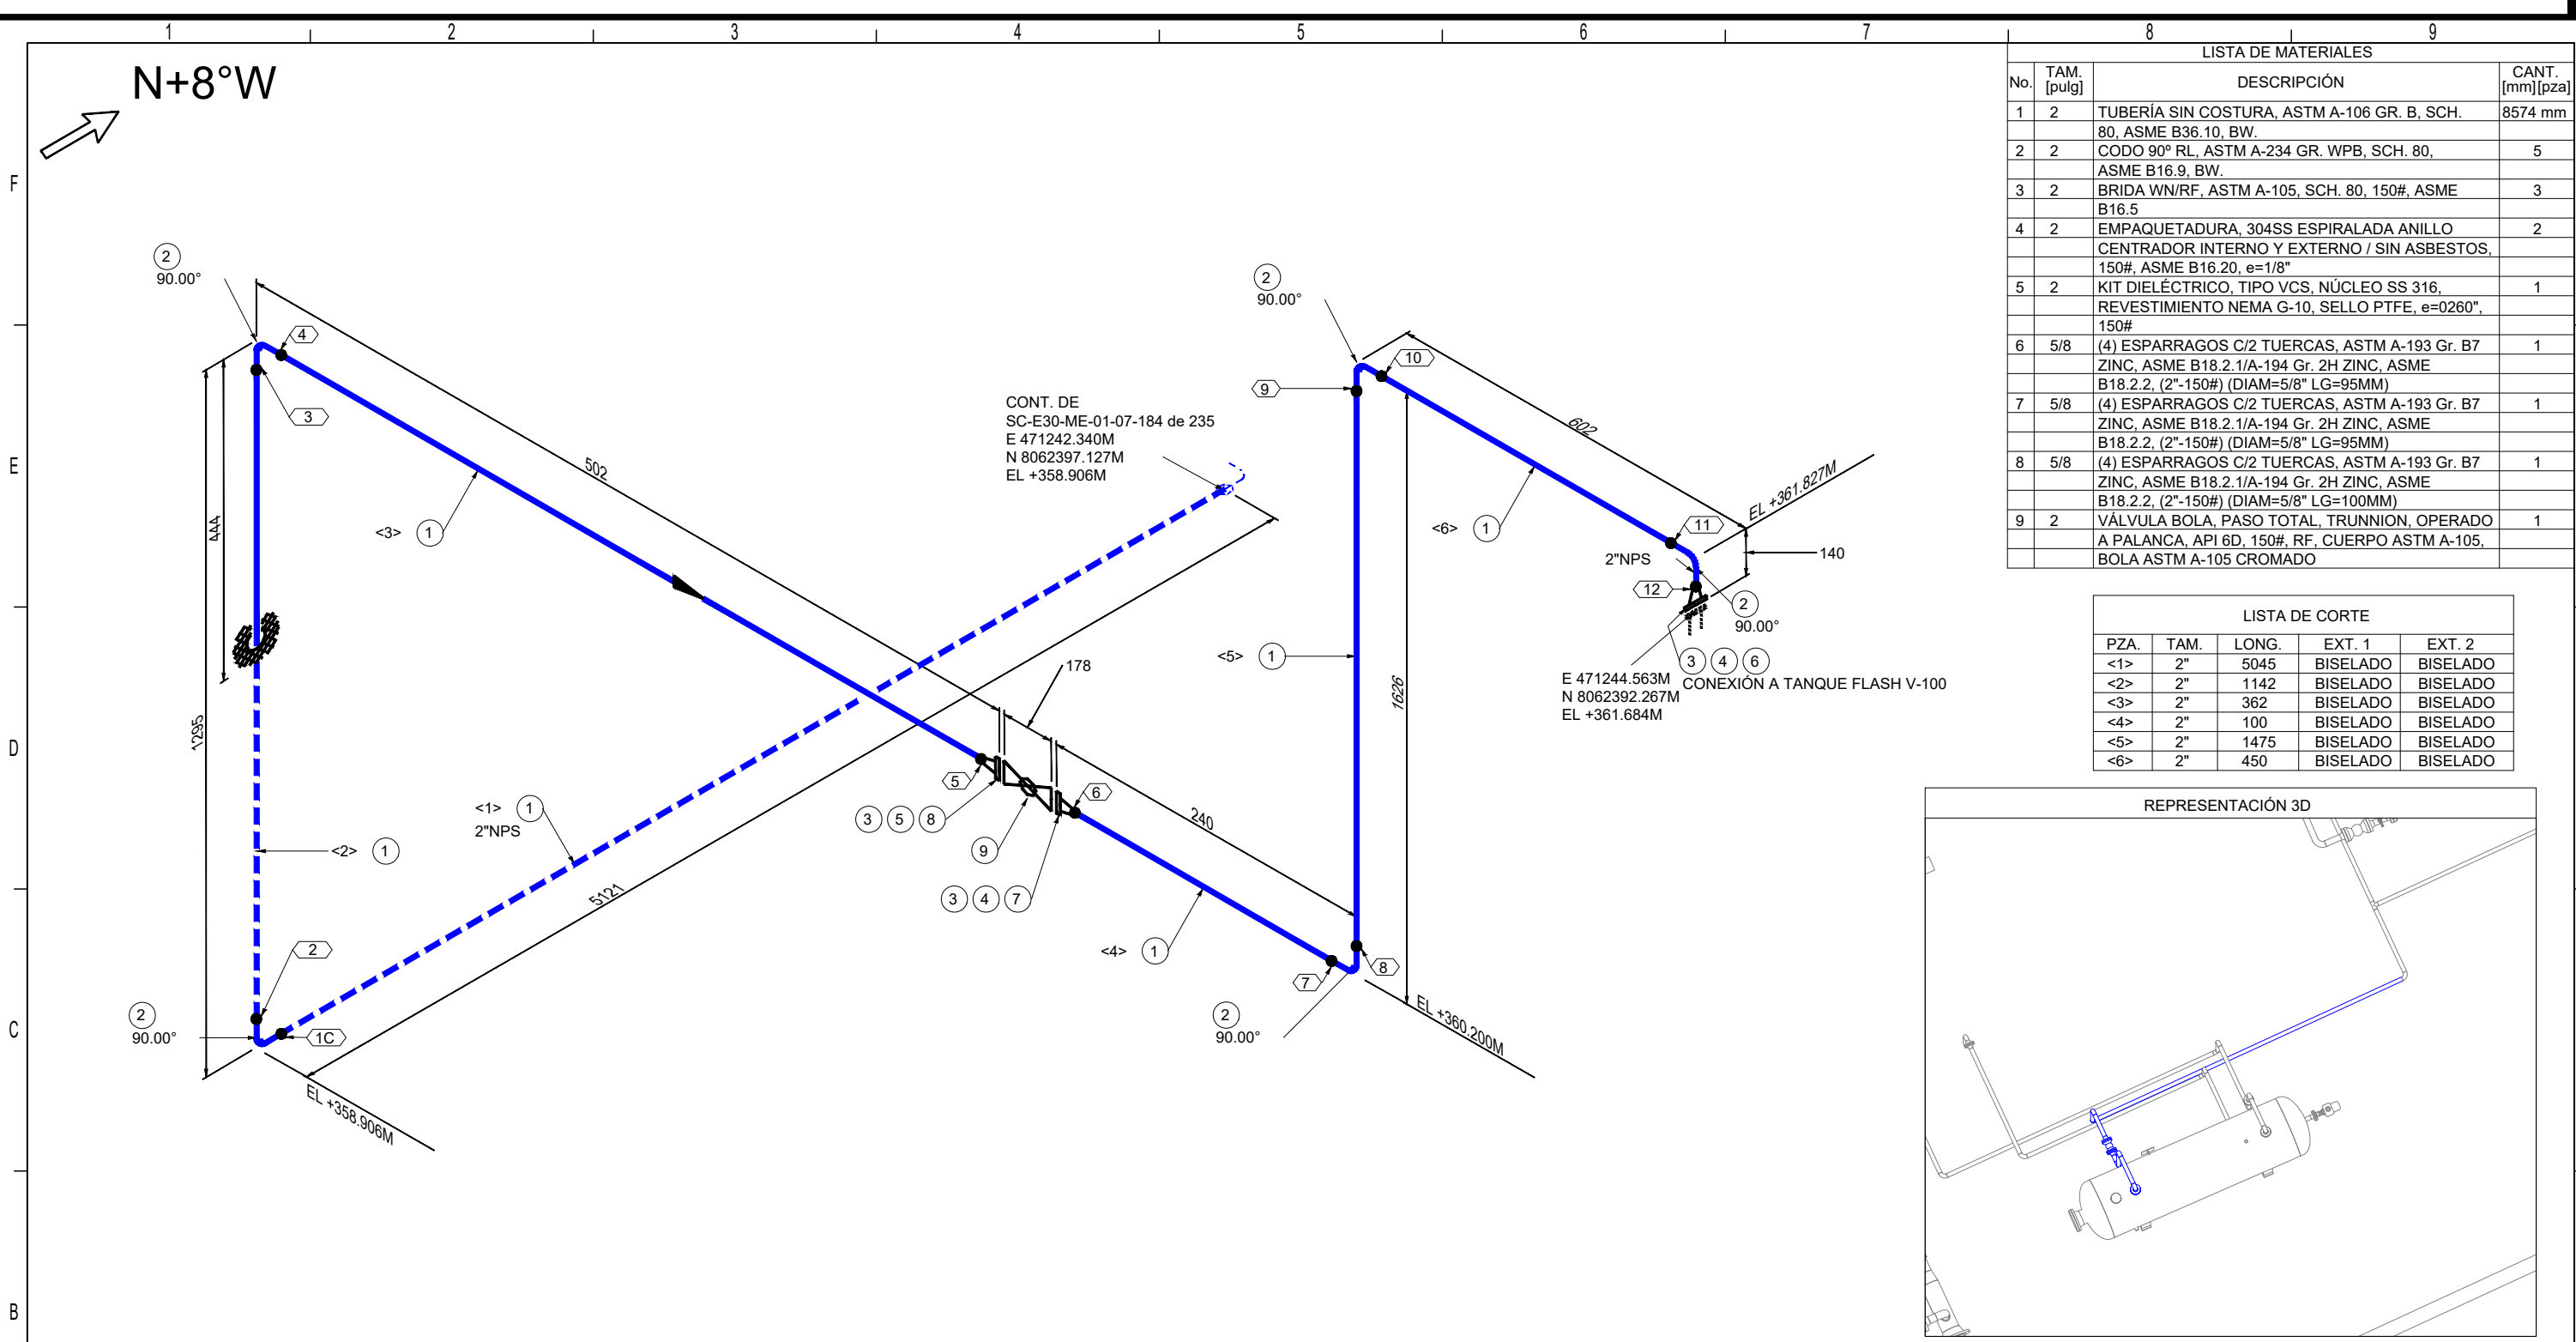 1 2 3 4 5 6 7 8 9
F
E
D
C
B
N+8°W
LISTA DE MATERIALES
No. TAM. [pulg] DESCRIPCIÓN CANT. [mm][pza]
1 2 TUBERÍA SIN COSTURA, ASTM A-106 GR. B, SCH. 8574 mm
80, ASME B36.10, BW.
2 2 CODO 90º RL, ASTM A-234 GR. WPB, SCH. 80, 5
ASME B16.9, BW.
3 2 BRIDA WN/RF, ASTM A-105, SCH. 80, 150#, ASME 3
B16.5
4 2 EMPAQUETADURA, 304SS ESPIRALADA ANILLO 2
CENTRADOR INTERNO Y EXTERNO / SIN ASBESTOS,
150#, ASME B16.20, e=1/8"
5 2 KIT DIELÉCTRICO, TIPO VCS, NÚCLEO SS 316, 1
REVESTIMIENTO NEMA G-10, SELLO PTFE, e=0260",
150#
6 5/8 (4) ESPARRAGOS C/2 TUERCAS, ASTM A-193 Gr. B7 1
ZINC, ASME B18.2.1/A-194 Gr. 2H ZINC, ASME
B18.2.2, (2"-150#) (DIAM=5/8" LG=95MM)
7 5/8 (4) ESPARRAGOS C/2 TUERCAS, ASTM A-193 Gr. B7 1
ZINC, ASME B18.2.1/A-194 Gr. 2H ZINC, ASME
B18.2.2, (2"-150#) (DIAM=5/8" LG=95MM)
8 5/8 (4) ESPARRAGOS C/2 TUERCAS, ASTM A-193 Gr. B7 1
ZINC, ASME B18.2.1/A-194 Gr. 2H ZINC, ASME
B18.2.2, (2"-150#) (DIAM=5/8" LG=100MM)
9 2 VÁLVULA BOLA, PASO TOTAL, TRUNNION, OPERADO 1
A PALANCA, API 6D, 150#, RF, CUERPO ASTM A-105,
BOLA ASTM A-105 CROMADO
LISTA DE CORTE
PZA. TAM. LONG. EXT. 1 EXT. 2
<1> 2" 5045 BISELADO BISELADO
<2> 2" 1142 BISELADO BISELADO
<3> 2" 362 BISELADO BISELADO
<4> 2" 100 BISELADO BISELADO
<5> 2" 1475 BISELADO BISELADO
<6> 2" 450 BISELADO BISELADO
REPRESENTACIÓN 3D
2
90.00°
4
3
444
1295
502
<3> 1
CONT. DE
SC-E30-ME-01-07-184 de 235
E 471242.340M
N 8062397.127M
EL +358.906M
2
90.00°
10
9
602
EL +361.827M
<6> 1
11
2"NPS
140
12
2
90.00°
3 4 6
E 471244.563M
N 8062392.267M
EL +361.684M
CONEXIÓN A TANQUE FLASH V-100
<5> 1
1626
178
5
6
3 5 8
9
240
3 4 7
<1> 1
2"NPS
<2> 1
5121
<4> 1
2
2
90.00°
1C
EL +358.906M
7
8
2
90.00°
EL +360.200M